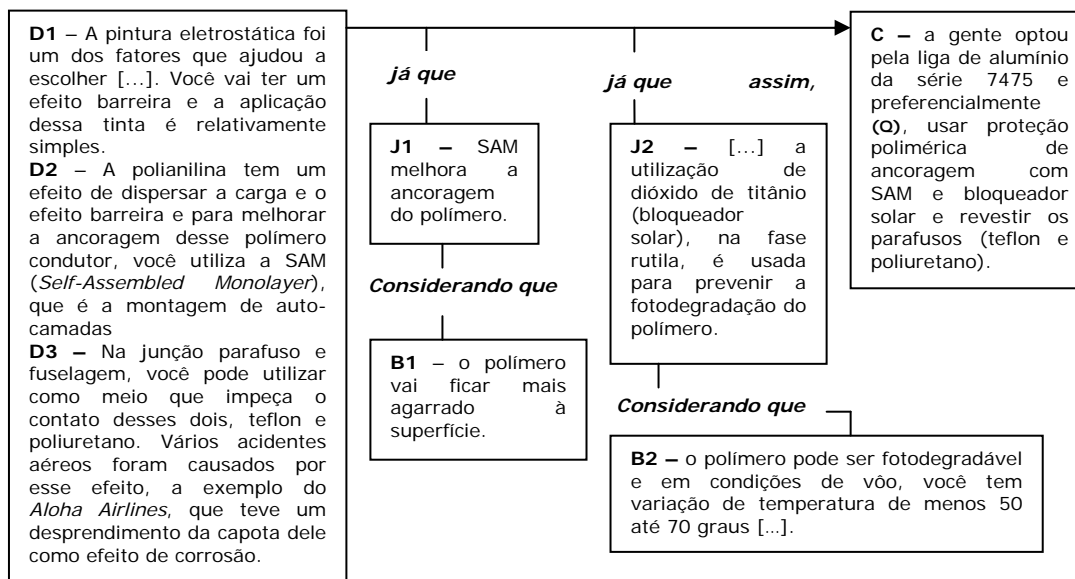 D1 – A pintura eletrostática foi
um dos fatores que ajudou a
escolher [...]. Você vai ter um
efeito barreira e a aplicação
dessa tinta é relativamente
simples.
D2 – A polianilina tem um
efeito de dispersar a carga e o
efeito barreira e para melhorar
a ancoragem desse polímero
condutor, você utiliza a SAM
(Self-Assembled Monolayer),
que é a montagem de auto-
camadas
D3 – Na junção parafuso e
fuselagem, você pode utilizar
como meio que impeça o
contato desses dois, teflon e
poliuretano. Vários acidentes
aéreos foram causados por
esse efeito, a exemplo do
Aloha Airlines, que teve um
desprendimento da capota dele
como efeito de corrosão.
já que
J1 – SAM
melhora a
ancoragem
do polímero.
Considerando que
B1 – o polímero
vai ficar mais
agarrado à
superfície.
já que assim,
J2 – [...] a
utilização de
dióxido de titânio
(bloqueador
solar), na fase
rutila, é usada
para prevenir a
fotodegradação do
polímero.
Considerando que
B2 – o polímero pode ser fotodegradável
e em condições de vôo, você tem
variação de temperatura de menos 50
até 70 graus [...].
C – a gente optou
pela liga de alumínio
da série 7475 e
preferencialmente
(Q), usar proteção
polimérica de
ancoragem com
SAM e bloqueador
solar e revestir os
parafusos (teflon e
poliuretano).